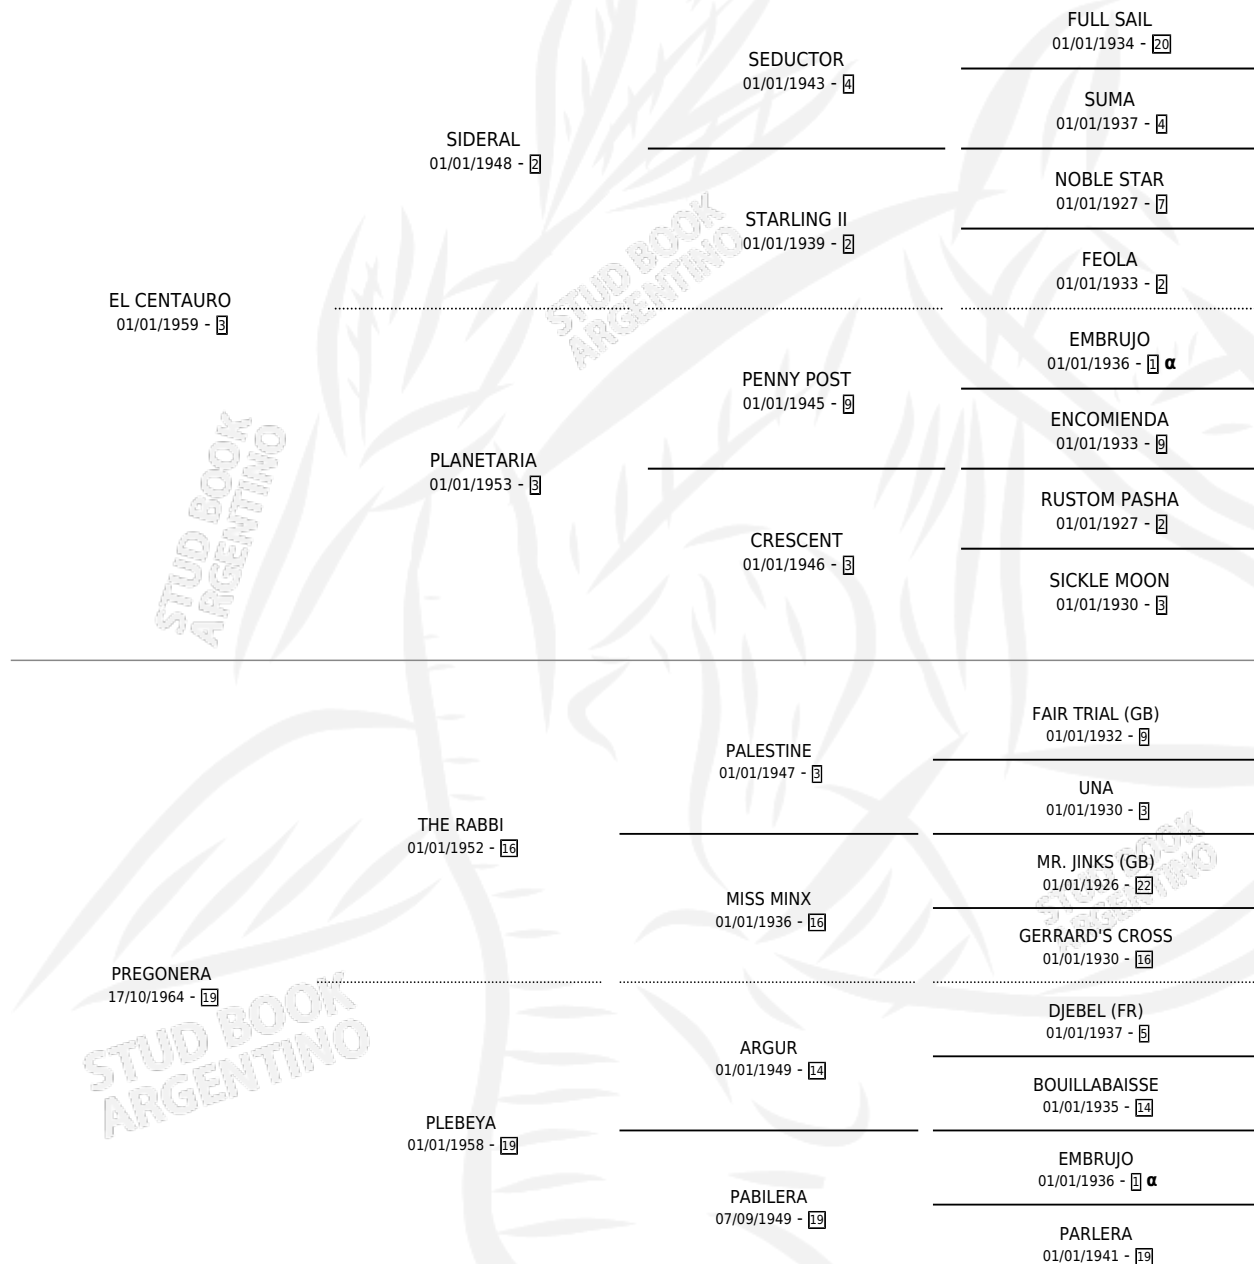 FULL SAIL
01/01/1934 - 20
SEDUCTOR
01/01/1943 - 4
SUMA
01/01/1937 - 4
SIDERAL
01/01/1948 - 2
NOBLE STAR
01/01/1927 - 7
STARLING II
01/01/1939 - 2
FEOLA
01/01/1933 - 2
EL CENTAURO
01/01/1959 - 3
EMBRUJO
01/01/1936 - 1 α
PENNY POST
01/01/1945 - 9
ENCOMIENDA
01/01/1933 - 9
PLANETARIA
01/01/1953 - 3
RUSTOM PASHA
01/01/1927 - 2
CRESCENT
01/01/1946 - 3
SICKLE MOON
01/01/1930 - 3
STUD BOOK
ARGENTINO
STUD BOOK
ARGENTINO
FAIR TRIAL (GB)
01/01/1932 - 9
PALESTINE
01/01/1947 - 3
UNA
01/01/1930 - 3
THE RABBI
01/01/1952 - 16
MR. JINKS (GB)
01/01/1926 - 22
MISS MINX
01/01/1936 - 16
GERRARD'S CROSS
01/01/1930 - 16
STUD BOOK
ARGENTINO
PREGONERA
17/10/1964 - 19
DJEBEL (FR)
01/01/1937 - 5
ARGUR
01/01/1949 - 14
BOUILLABAISSE
01/01/1935 - 14
PLEBEYA
01/01/1958 - 19
EMBRUJO
01/01/1936 - 1 α
PABILERA
07/09/1949 - 19
PARLERA
01/01/1941 - 19
STUD BOOK
ARGENTINO